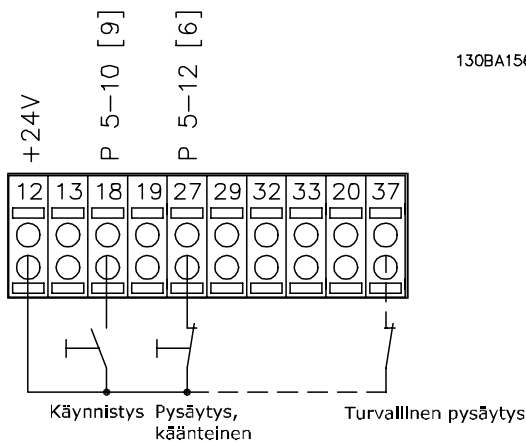 +24V
P 5-10 [9]
P 5-12 [6]
130BA156
12 13 18 19 27 29 32 33 20 37
Käynnistys
Pysäytys,
käänteinen
Turvallinen pysäytys